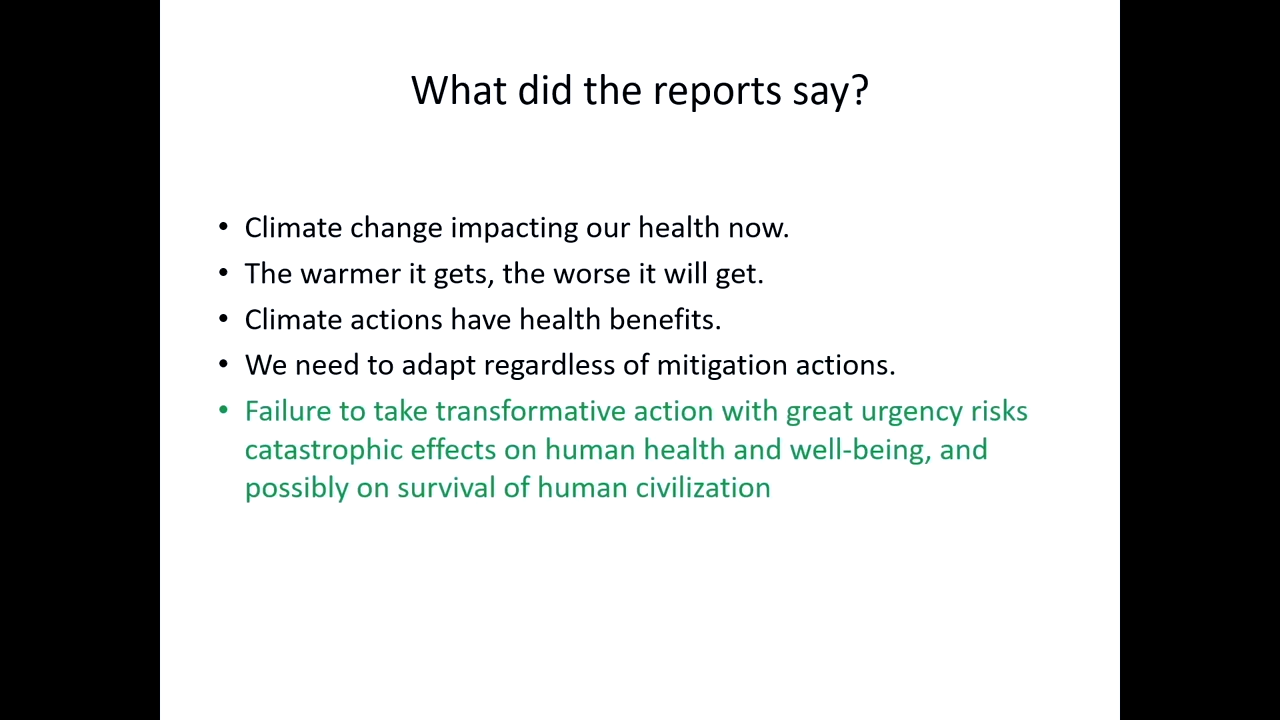 What did the reports say?
• Climate change impacting our health now.
• The warmer it gets, the worse it will get.
• Climate actions have health benefits.
• We need to adapt regardless of mitigation actions.
• Failure to take transformative action with great urgency risks
catastrophic effects on human health and well-being, and
possibly on survival of human civilization